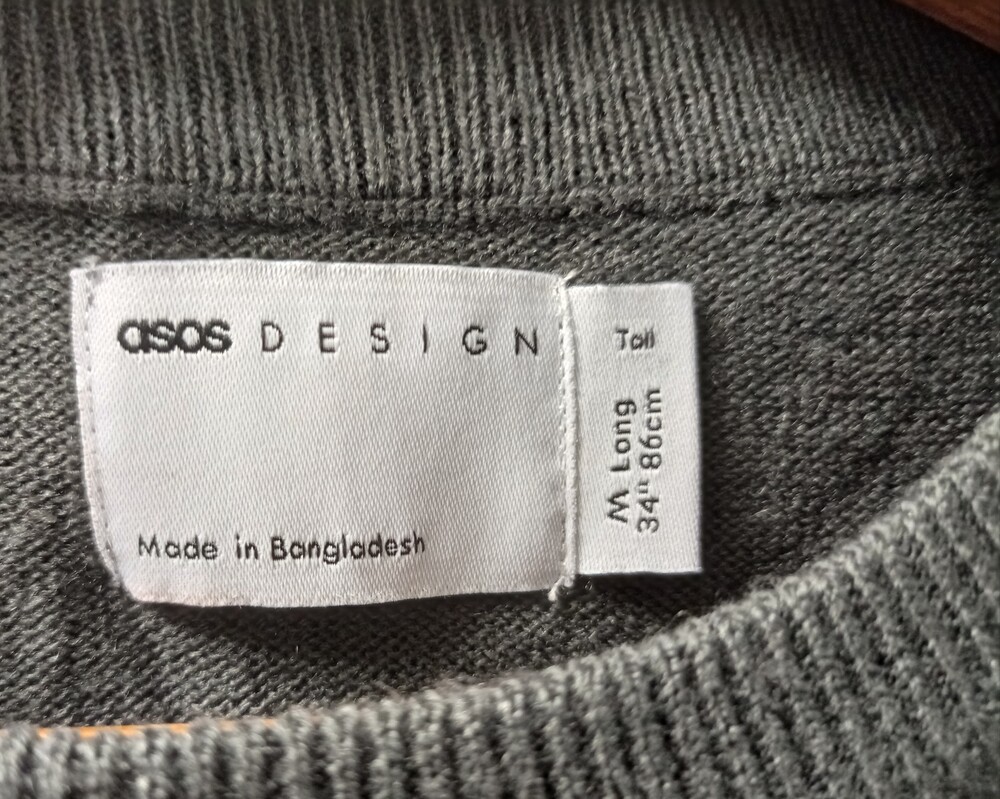 asos DESIGN
Made in Bangladesh
Tall
M Long
34" 86cm